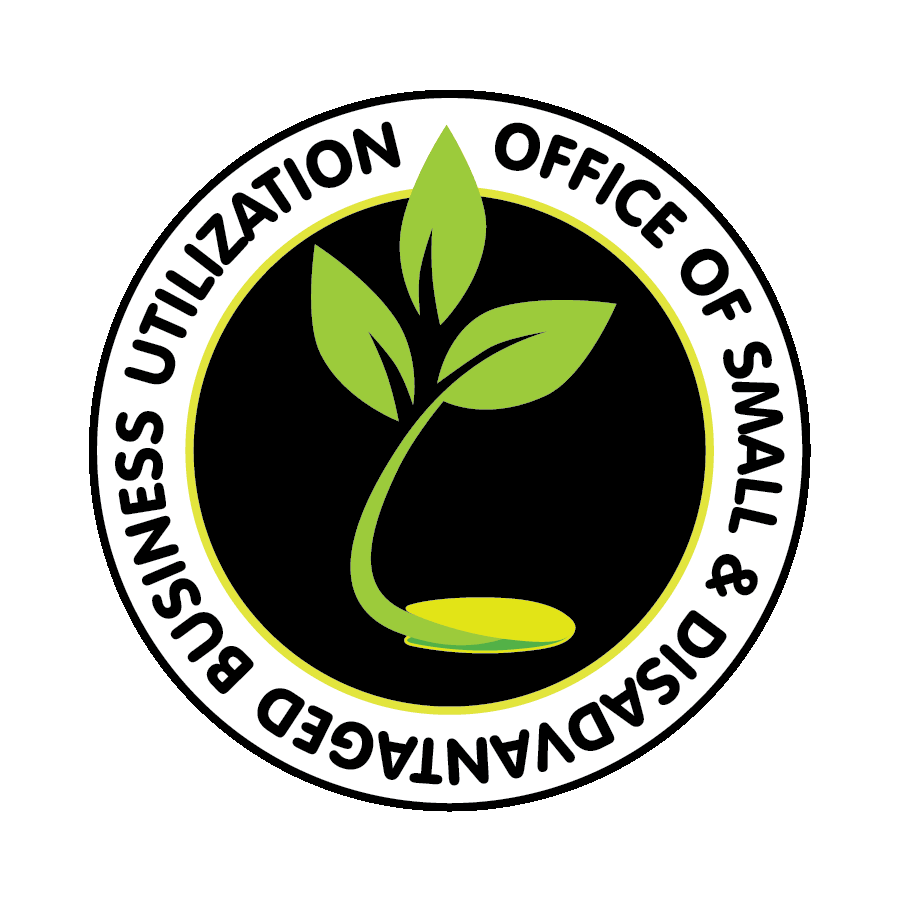 OFFICE OF SMALL & DISADVANTAGED BUSINESS UTILIZATION